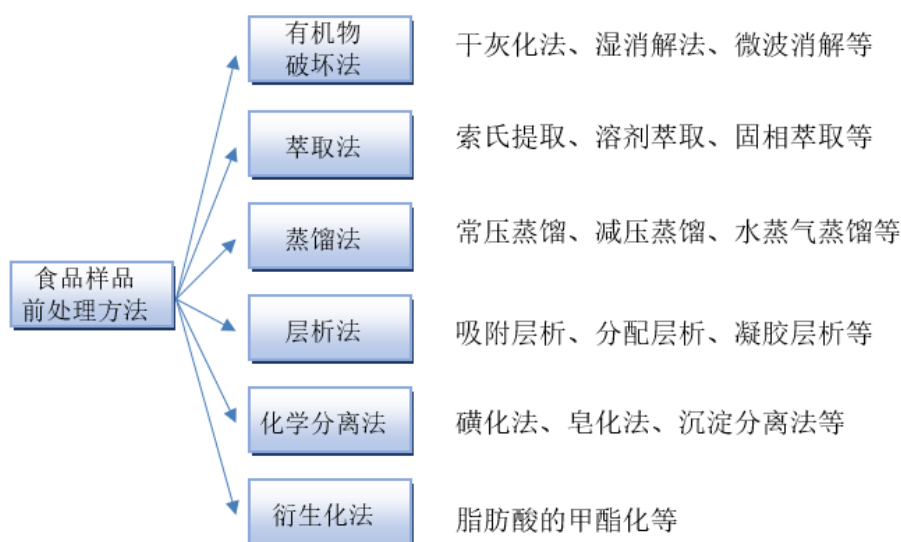 有机物
破坏法
干灰化法、湿消解法、微波消解等
萃取法
索氏提取、溶剂萃取、固相萃取等
蒸馏法
常压蒸馏、减压蒸馏、水蒸气蒸馏等
食品样品
前处理方法
层析法
吸附层析、分配层析、凝胶层析等
化学分离法
磺化法、皂化法、沉淀分离法等
衍生化法
脂肪酸的甲酯化等